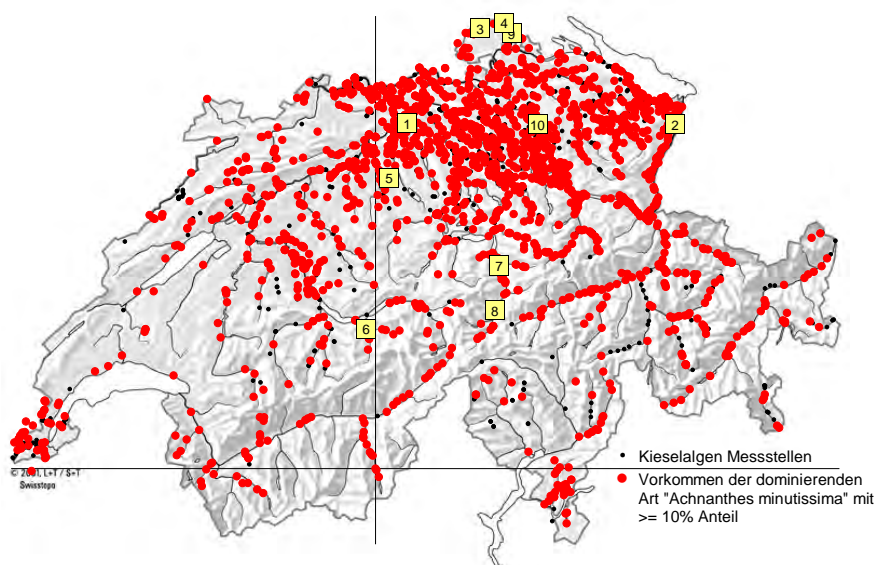 3
4
9
1
10
2
5
7
8
6
Kieselalgen Messstellen
Vorkommen der dominierenden
Art "Achnanthes minutissima" mit
>= 10% Anteil
L+T / S+T
Swisstopo